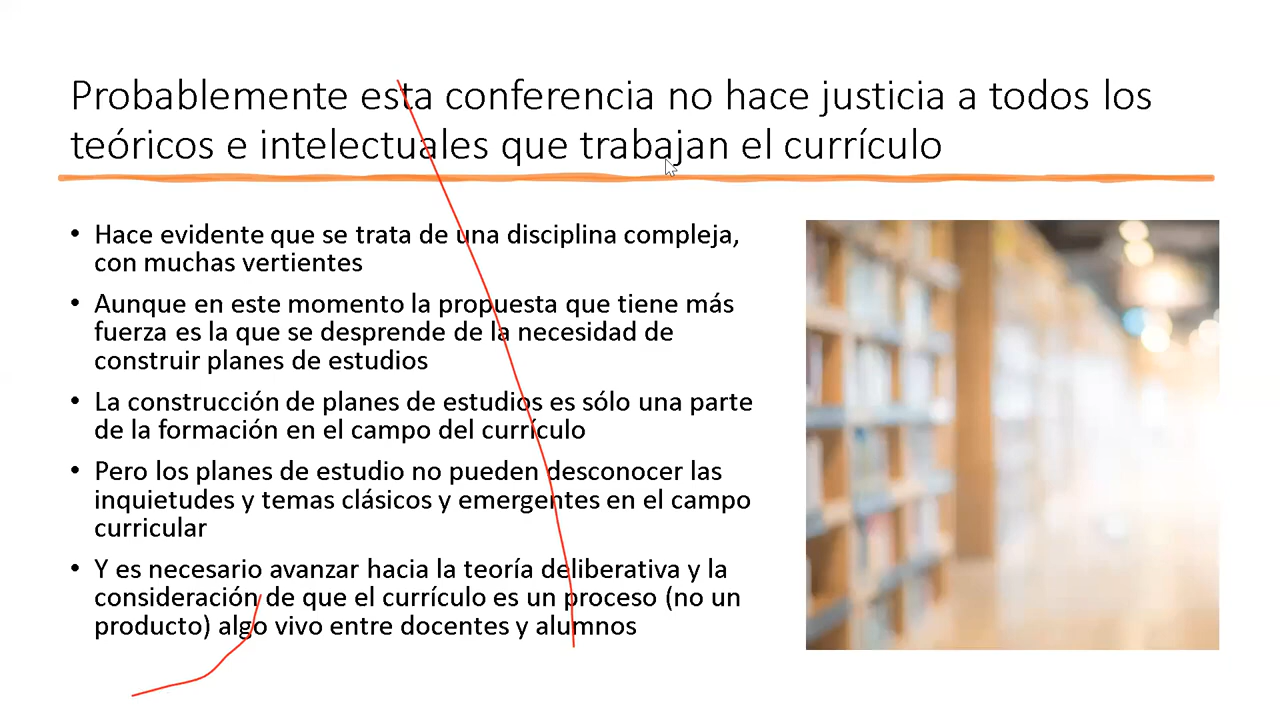 Probablemente esta conferencia no hace justicia a todos los
teóricos e intelectuales que trabajan el currículo
• Hace evidente que se trata de una disciplina compleja,
con muchas vertientes
• Aunque en este momento la propuesta que tiene más
fuerza es la que se desprende de la necesidad de
construir planes de estudios
• La construcción de planes de estudios es sólo una parte
de la formación en el campo del currículo
• Pero los planes de estudio no pueden desconocer las
inquietudes y temas clásicos y emergentes en el campo
curricular
• Y es necesario avanzar hacia la teoría deliberativa y la
consideración de que el currículo es un proceso (no un
producto) algo vivo entre docentes y alumnos